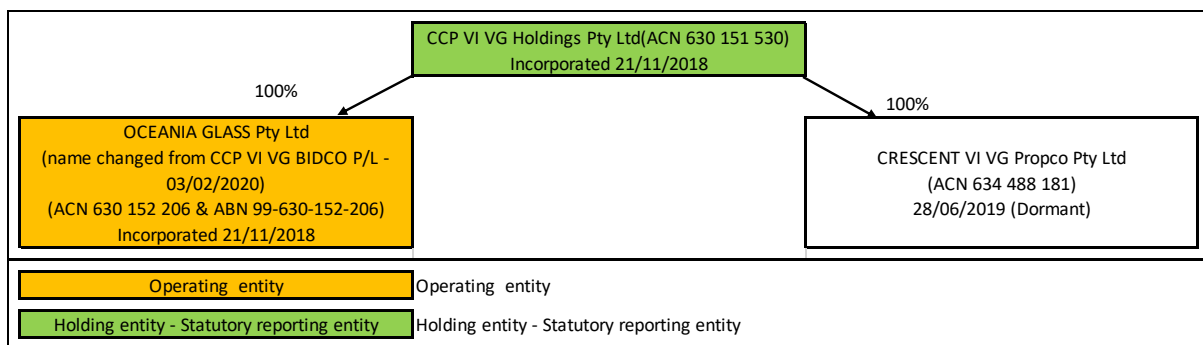 CCP VI VG Holdings Pty Ltd(ACN 630 151 530)
Incorporated 21/11/2018
100%
100%
OCEANIA GLASS Pty Ltd
(name changed from CCP VI VG BIDCO P/L -
03/02/2020)
(ACN 630 152 206 & ABN 99-630-152-206)
Incorporated 21/11/2018
CRESCENT VI VG Propco Pty Ltd
(ACN 634 488 181)
28/06/2019 (Dormant)
Operating entity
Operating entity
Holding entity - Statutory reporting entity
Holding entity - Statutory reporting entity